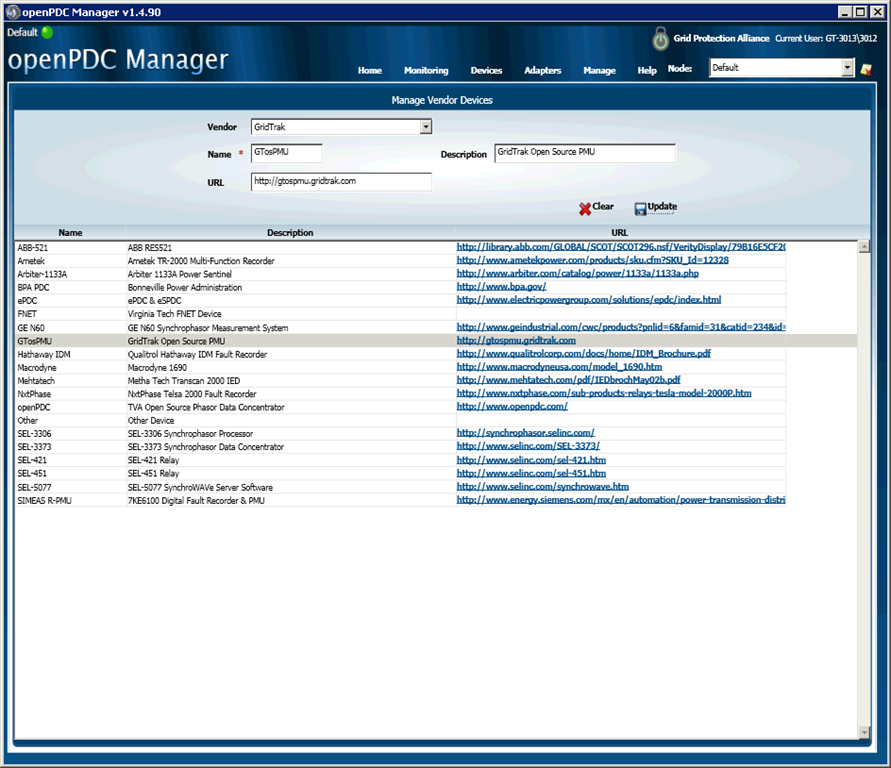 openPDC Manager v1.4.90
Default
Grid Protection Alliance Current User: GT-3013\3012
openPDC Manager
Home Monitoring Devices Adapters Manage Help Node: Default
Manage Vendor Devices
Vendor GridTrak
Name * GTosPMU Description GridTrak Open Source PMU
URL http://gtospmu.gridtrak.com
Clear Update
Name Description URL
ABB-521 ABB RES521 http://library.abb.com/GLOBAL/SCOT/SCOT296.nsf/VerityDisplay/79B16E5CF2(
Ametek Ametek TR-2000 Multi-Function Recorder http://www.ametekpower.com/products/sku.cfm?SKU_Id=12328
Arbiter-1133A Arbiter 1133A Power Sentinel http://www.arbiter.com/catalog/power/1133a/1133a.php
BPA PDC Bonneville Power Administration http://www.bpa.gov/
ePDC ePDC & eSPDC http://www.electricpowergroup.com/solutions/epdc/index.html
FNET Virginia Tech FNET Device
GE N60 GE N60 Synchrophasor Measurement System http://www.geindustrial.com/cwc/products?pnlid=6&famid=31&catid=234&id=
GTosPMU GridTrak Open Source PMU http://gtospmu.gridtrak.com
Hathaway IDM Qualitrol Hathaway IDM Fault Recorder http://www.qualitrolcorp.com/docs/home/IDM_Brochure.pdf
Macrodyne Macrodyne 1690 http://www.macrodyneusa.com/model_1690.htm
Mehtatech Metha Tech Transcan 2000 IED http://www.mehtatech.com/pdf/IEDbrochMay02b.pdf
NxtPhase NxtPhase Telsa 2000 Fault Recorder http://www.nxtphase.com/sub-products-relays-tesla-model-2000P.htm
openPDC TVA Open Source Phasor Data Concentrator http://www.openpdc.com/
Other Other Device
SEL-3306 SEL-3306 Synchrophasor Processor http://synchrophasor.selinc.com/
SEL-3373 SEL-3373 Synchrophasor Data Concentrator http://www.selinc.com/SEL-3373/
SEL-421 SEL-421 Relay http://www.selinc.com/sel-421.htm
SEL-451 SEL-451 Relay http://www.selinc.com/sel-451.htm
SEL-5077 SEL-5077 SynchroWAVe Server Software http://www.selinc.com/synchrowave.htm
SIMEAS R-PMU 7KE6100 Digital Fault Recorder & PMU http://www.energy.siemens.com/mx/en/automation/power-transmission-distri